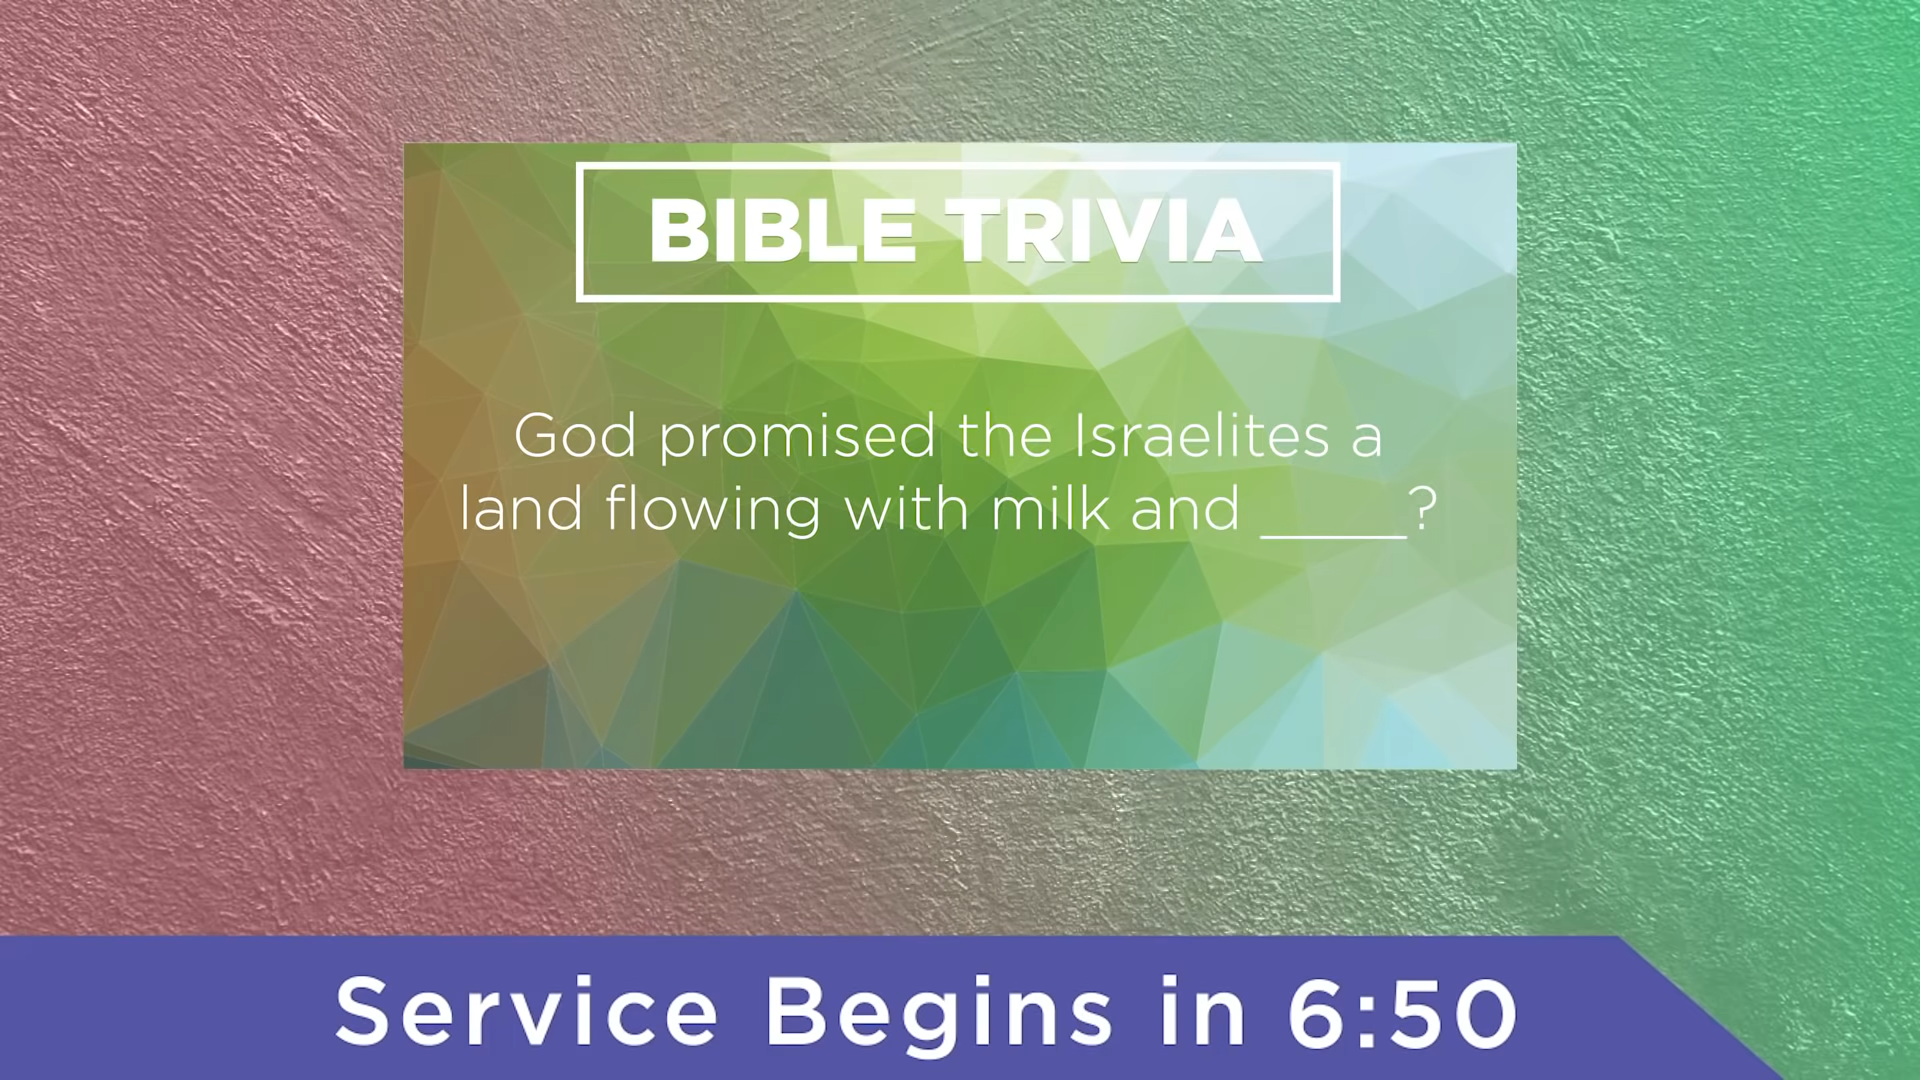 BIBLE TRIVIA
God promised the Israelites a
land flowing with milk and _____?
Service Begins in 6:50